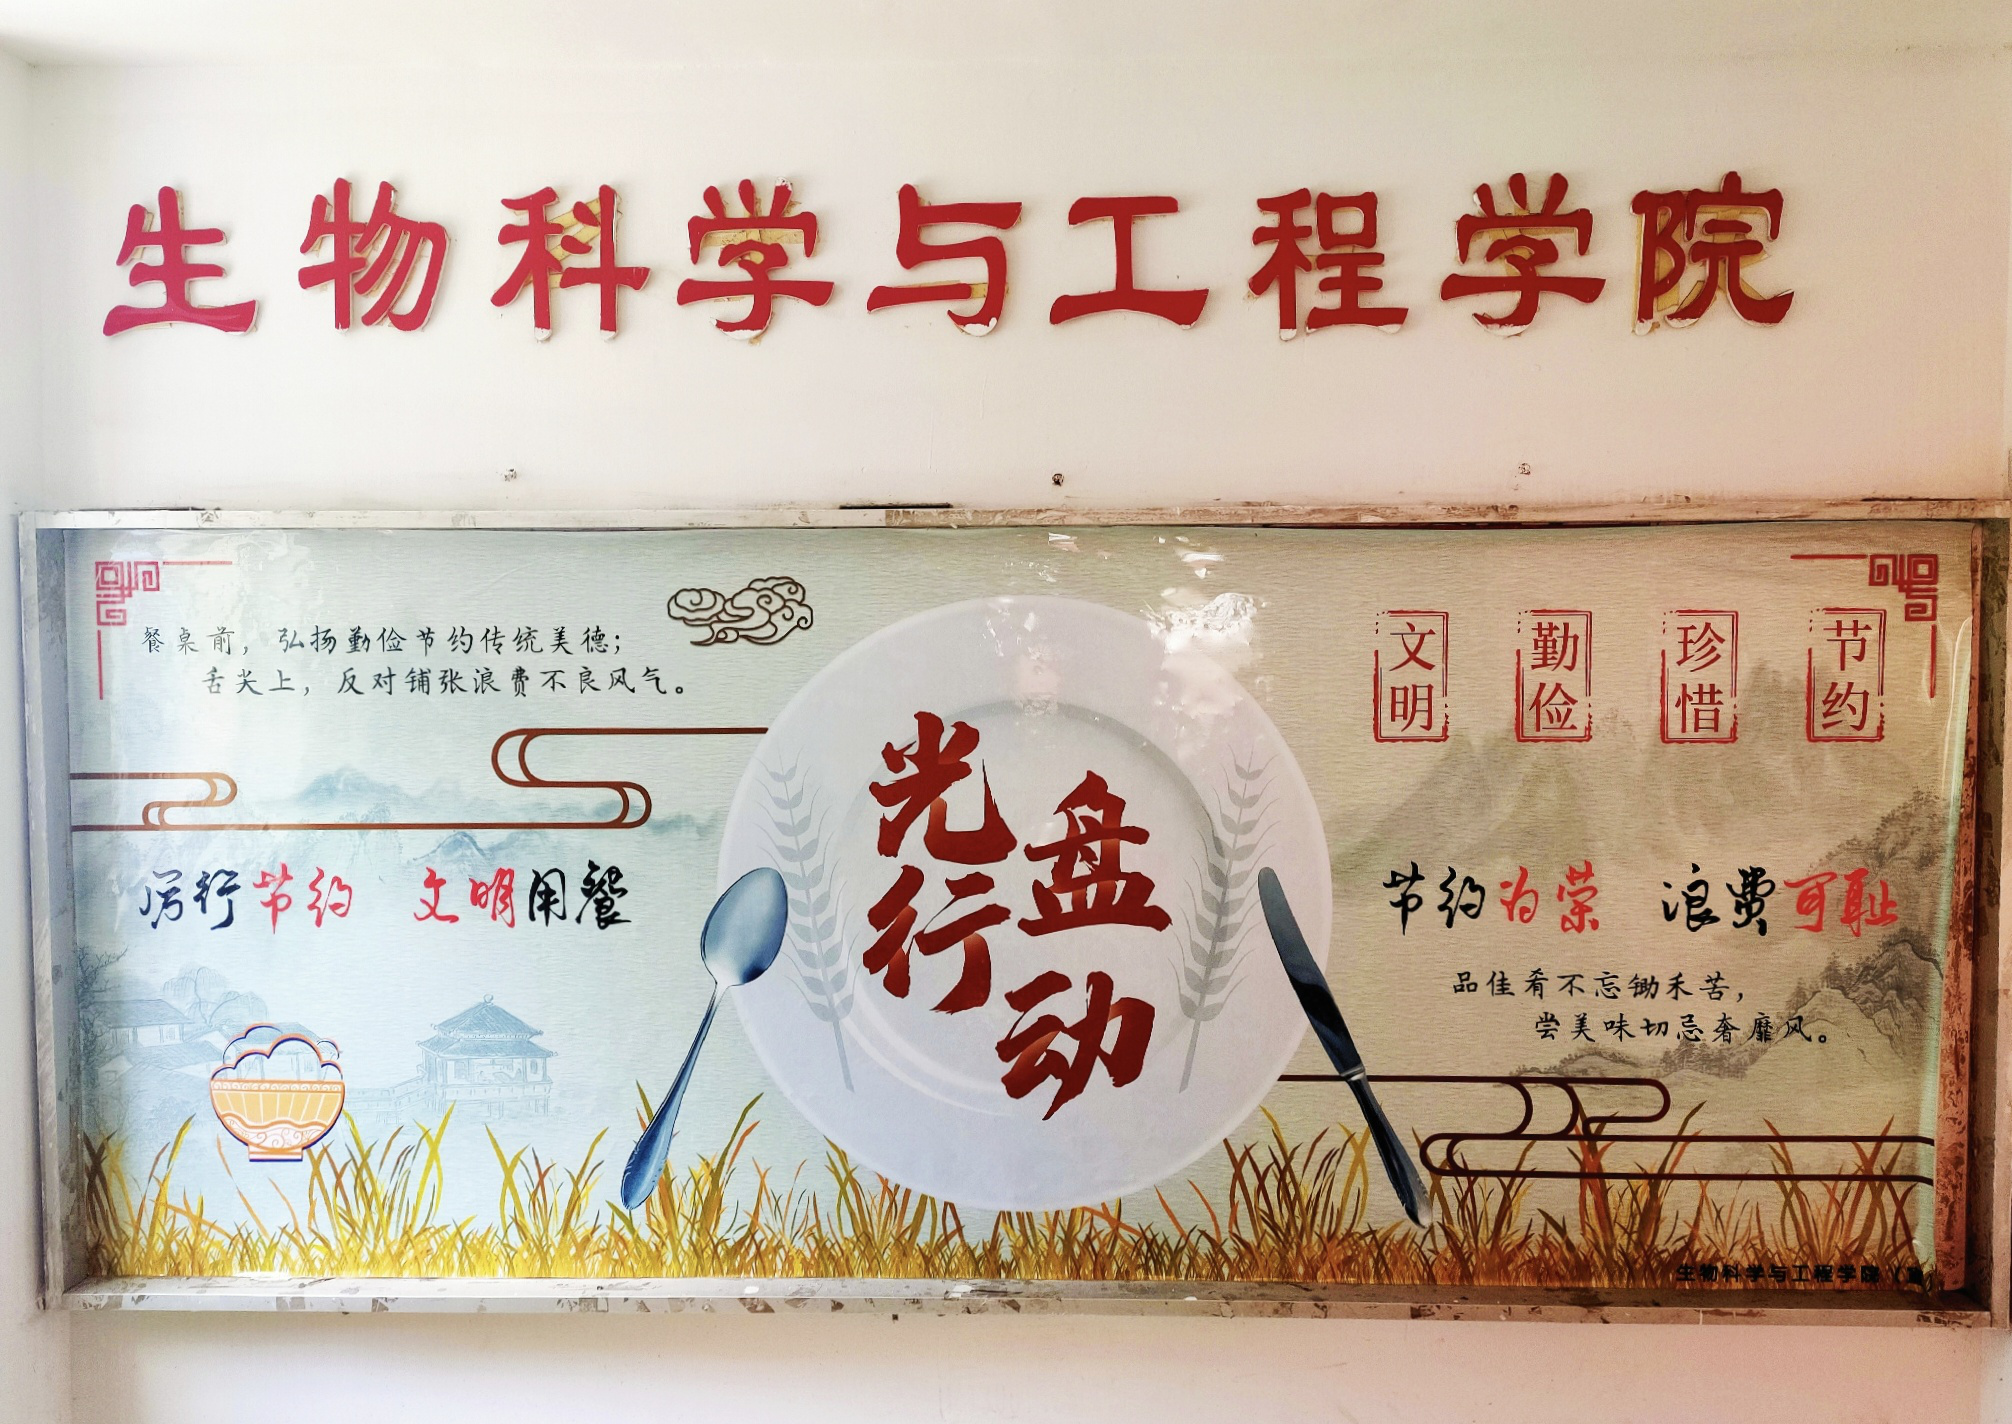 生物科学与工程学院
餐桌前，弘扬勤俭节约传统美德；
舌尖上，反对铺张浪费不良风气。
文明
勤俭
珍惜
节约
光盘
行动
厉行节约 文明用餐
节约为荣 浪费可耻
品佳肴不忘锄禾苦，
尝美味切忌奢靡风。
生物科学与工程学院